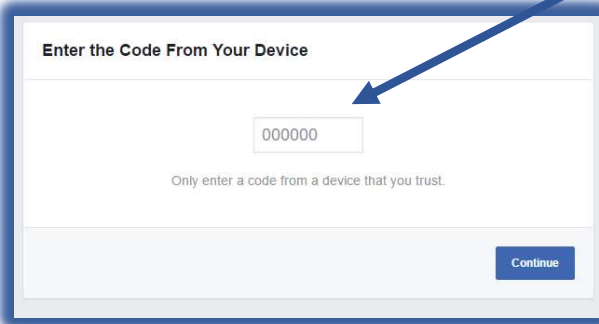 Enter the Code From Your Device
000000
Only enter a code from a device that you trust.
Continue